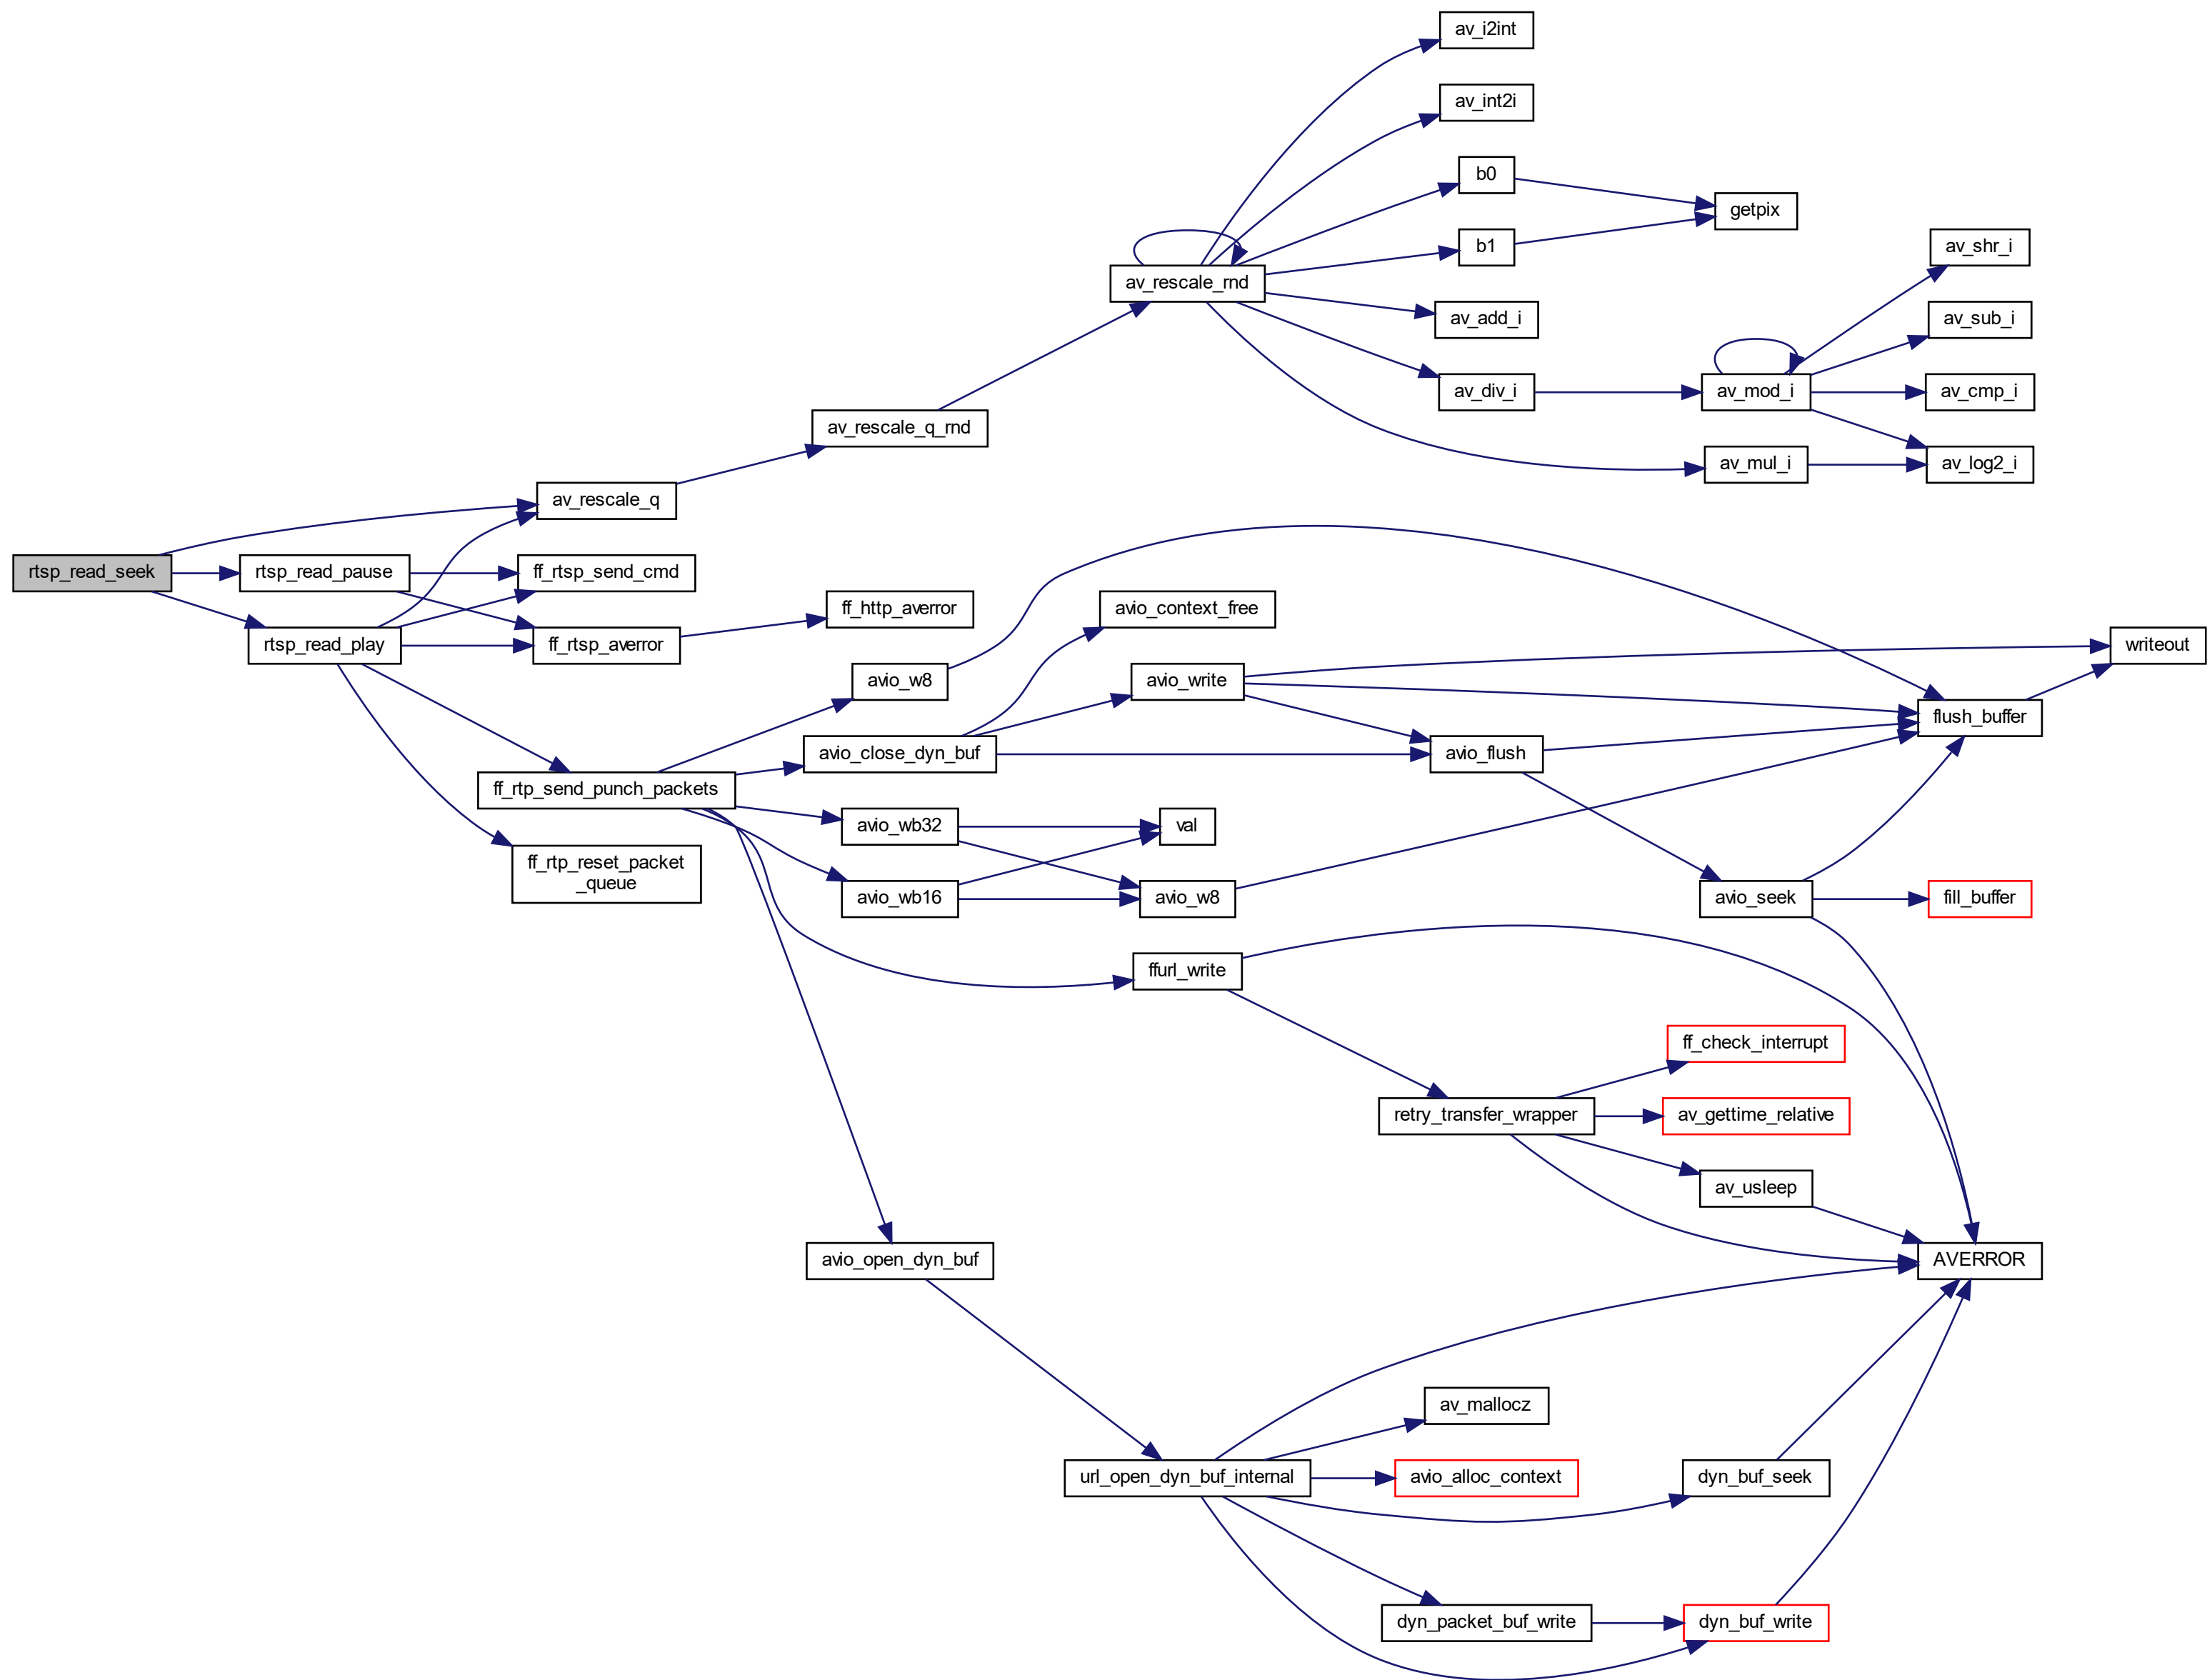 av_i2int
av_int2i
b0
getpix
b1
av_shr_i
av_rescale_rnd
av_add_i
av_sub_i
av_div_i
av_mod_i
av_cmp_i
av_rescale_q_rnd
av_mul_i
av_log2_i
av_rescale_q
rtsp_read_seek
rtsp_read_pause
ff_rtsp_send_cmd
ff_http_averror
avio_context_free
rtsp_read_play
ff_rtsp_averror
writeout
avio_w8
avio_write
flush_buffer
avio_close_dyn_buf
avio_flush
ff_rtp_send_punch_packets
avio_wb32
val
ff_rtp_reset_packet
_queue
avio_wb16
avio_w8
avio_seek
fill_buffer
ffurl_write
ff_check_interrupt
retry_transfer_wrapper
av_gettime_relative
av_usleep
avio_open_dyn_buf
AVERROR
av_mallocz
url_open_dyn_buf_internal
avio_alloc_context
dyn_buf_seek
dyn_packet_buf_write
dyn_buf_write